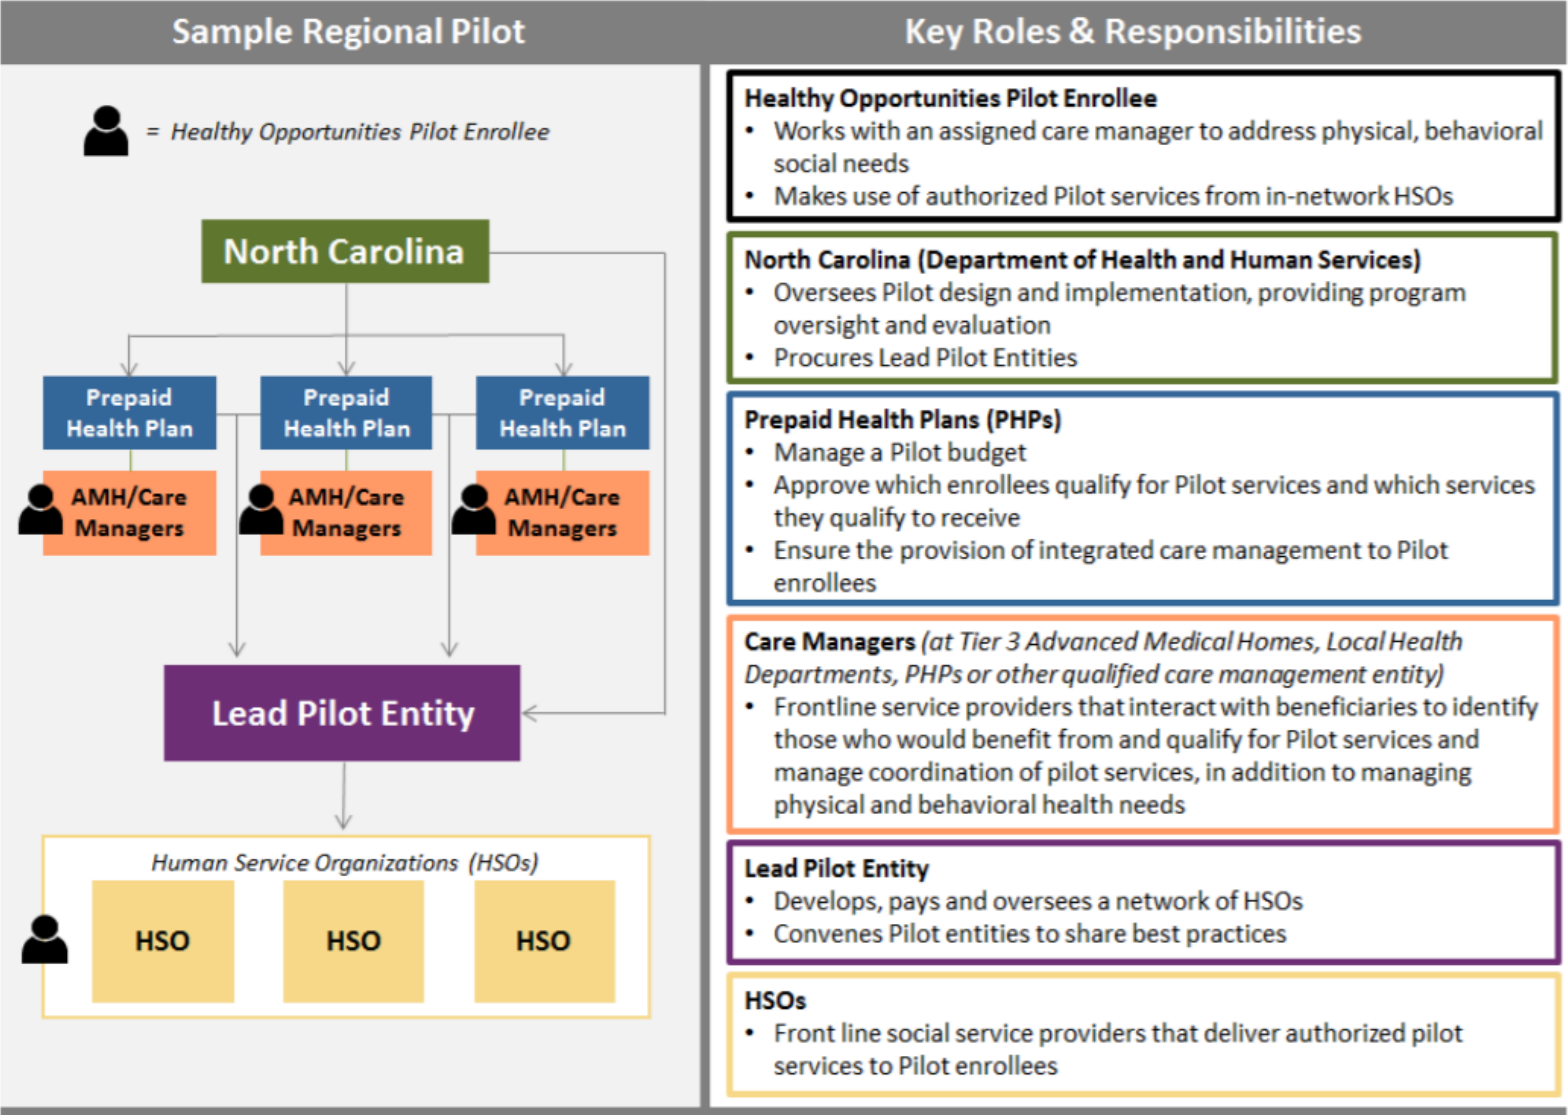 Sample Regional Pilot
= Healthy Opportunities Pilot Enrollee
North Carolina
Prepaid
Health Plan
Prepaid
Health Plan
Prepaid
Health Plan
AMH/Care
Managers
AMH/Care
Managers
AMH/Care
Managers
Lead Pilot Entity
Human Service Organizations (HSOs)
HSO
HSO
HSO
Key Roles & Responsibilities
Healthy Opportunities Pilot Enrollee
• Works with an assigned care manager to address physical, behavioral
social needs
• Makes use of authorized Pilot services from in-network HSOs
North Carolina (Department of Health and Human Services)
• Oversees Pilot design and implementation, providing program
oversight and evaluation
• Procures Lead Pilot Entities
Prepaid Health Plans (PHPs)
• Manage a Pilot budget
• Approve which enrollees qualify for Pilot services and which services
they qualify to receive
• Ensure the provision of integrated care management to Pilot
enrollees
Care Managers (at Tier 3 Advanced Medical Homes, Local Health
Departments, PHPs or other qualified care management entity)
• Frontline service providers that interact with beneficiaries to identify
those who would benefit from and qualify for Pilot services and
manage coordination of pilot services, in addition to managing
physical and behavioral health needs
Lead Pilot Entity
• Develops, pays and oversees a network of HSOs
• Convenes Pilot entities to share best practices
HSOs
• Front line social service providers that deliver authorized pilot
services to Pilot enrollees